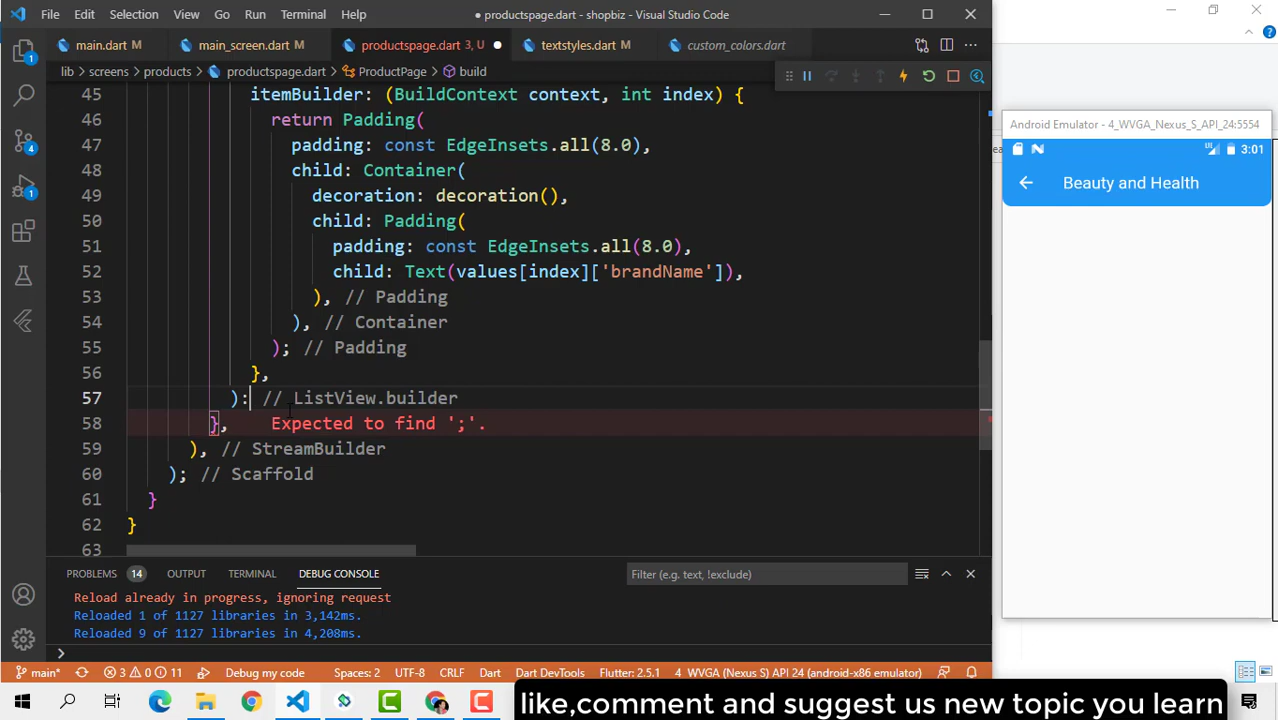 File Edit Selection View Go Run Terminal Help ● productspage.dart - shopbiz - Visual Studio Code
main.dart M main_screen.dart M productspage.dart 3, U ● textstyles.dart M custom_colors.dart
lib > screens > products > productspage.dart > ProductPage > build
45 itemBuilder: (BuildContext context, int index) {
46 return Padding(
47 padding: const EdgeInsets.all(8.0),
48 child: Container(
49 decoration: decoration(),
50 child: Padding(
51 padding: const EdgeInsets.all(8.0),
52 child: Text(values[index]['brandName']),
53 ), // Padding
54 ), // Container
55 ); // Padding
56 },
57 ): // ListView.builder
58 }, Expected to find ';'.
59 ), // StreamBuilder
60 ); // Scaffold
61 }
62 }
63
PROBLEMS 14 OUTPUT TERMINAL DEBUG CONSOLE Filter (e.g. text, !exclude)
Reload already in progress, ignoring request
Reloaded 1 of 1127 libraries in 3,142ms.
Reloaded 9 of 1127 libraries in 4,208ms.
>
main* 3 0 11 Debug my code Spaces: 2 UTF-8 CRLF Dart Dart DevTools Flutter: 2.5.1 4_WVGA_Nexus_S_API_24 (android-x86 emulator)
1
4
1
Android Emulator - 4_WVGA_Nexus_S_API_24:5554
3:01
Beauty and Health
like,comment and suggest us new topic you learn